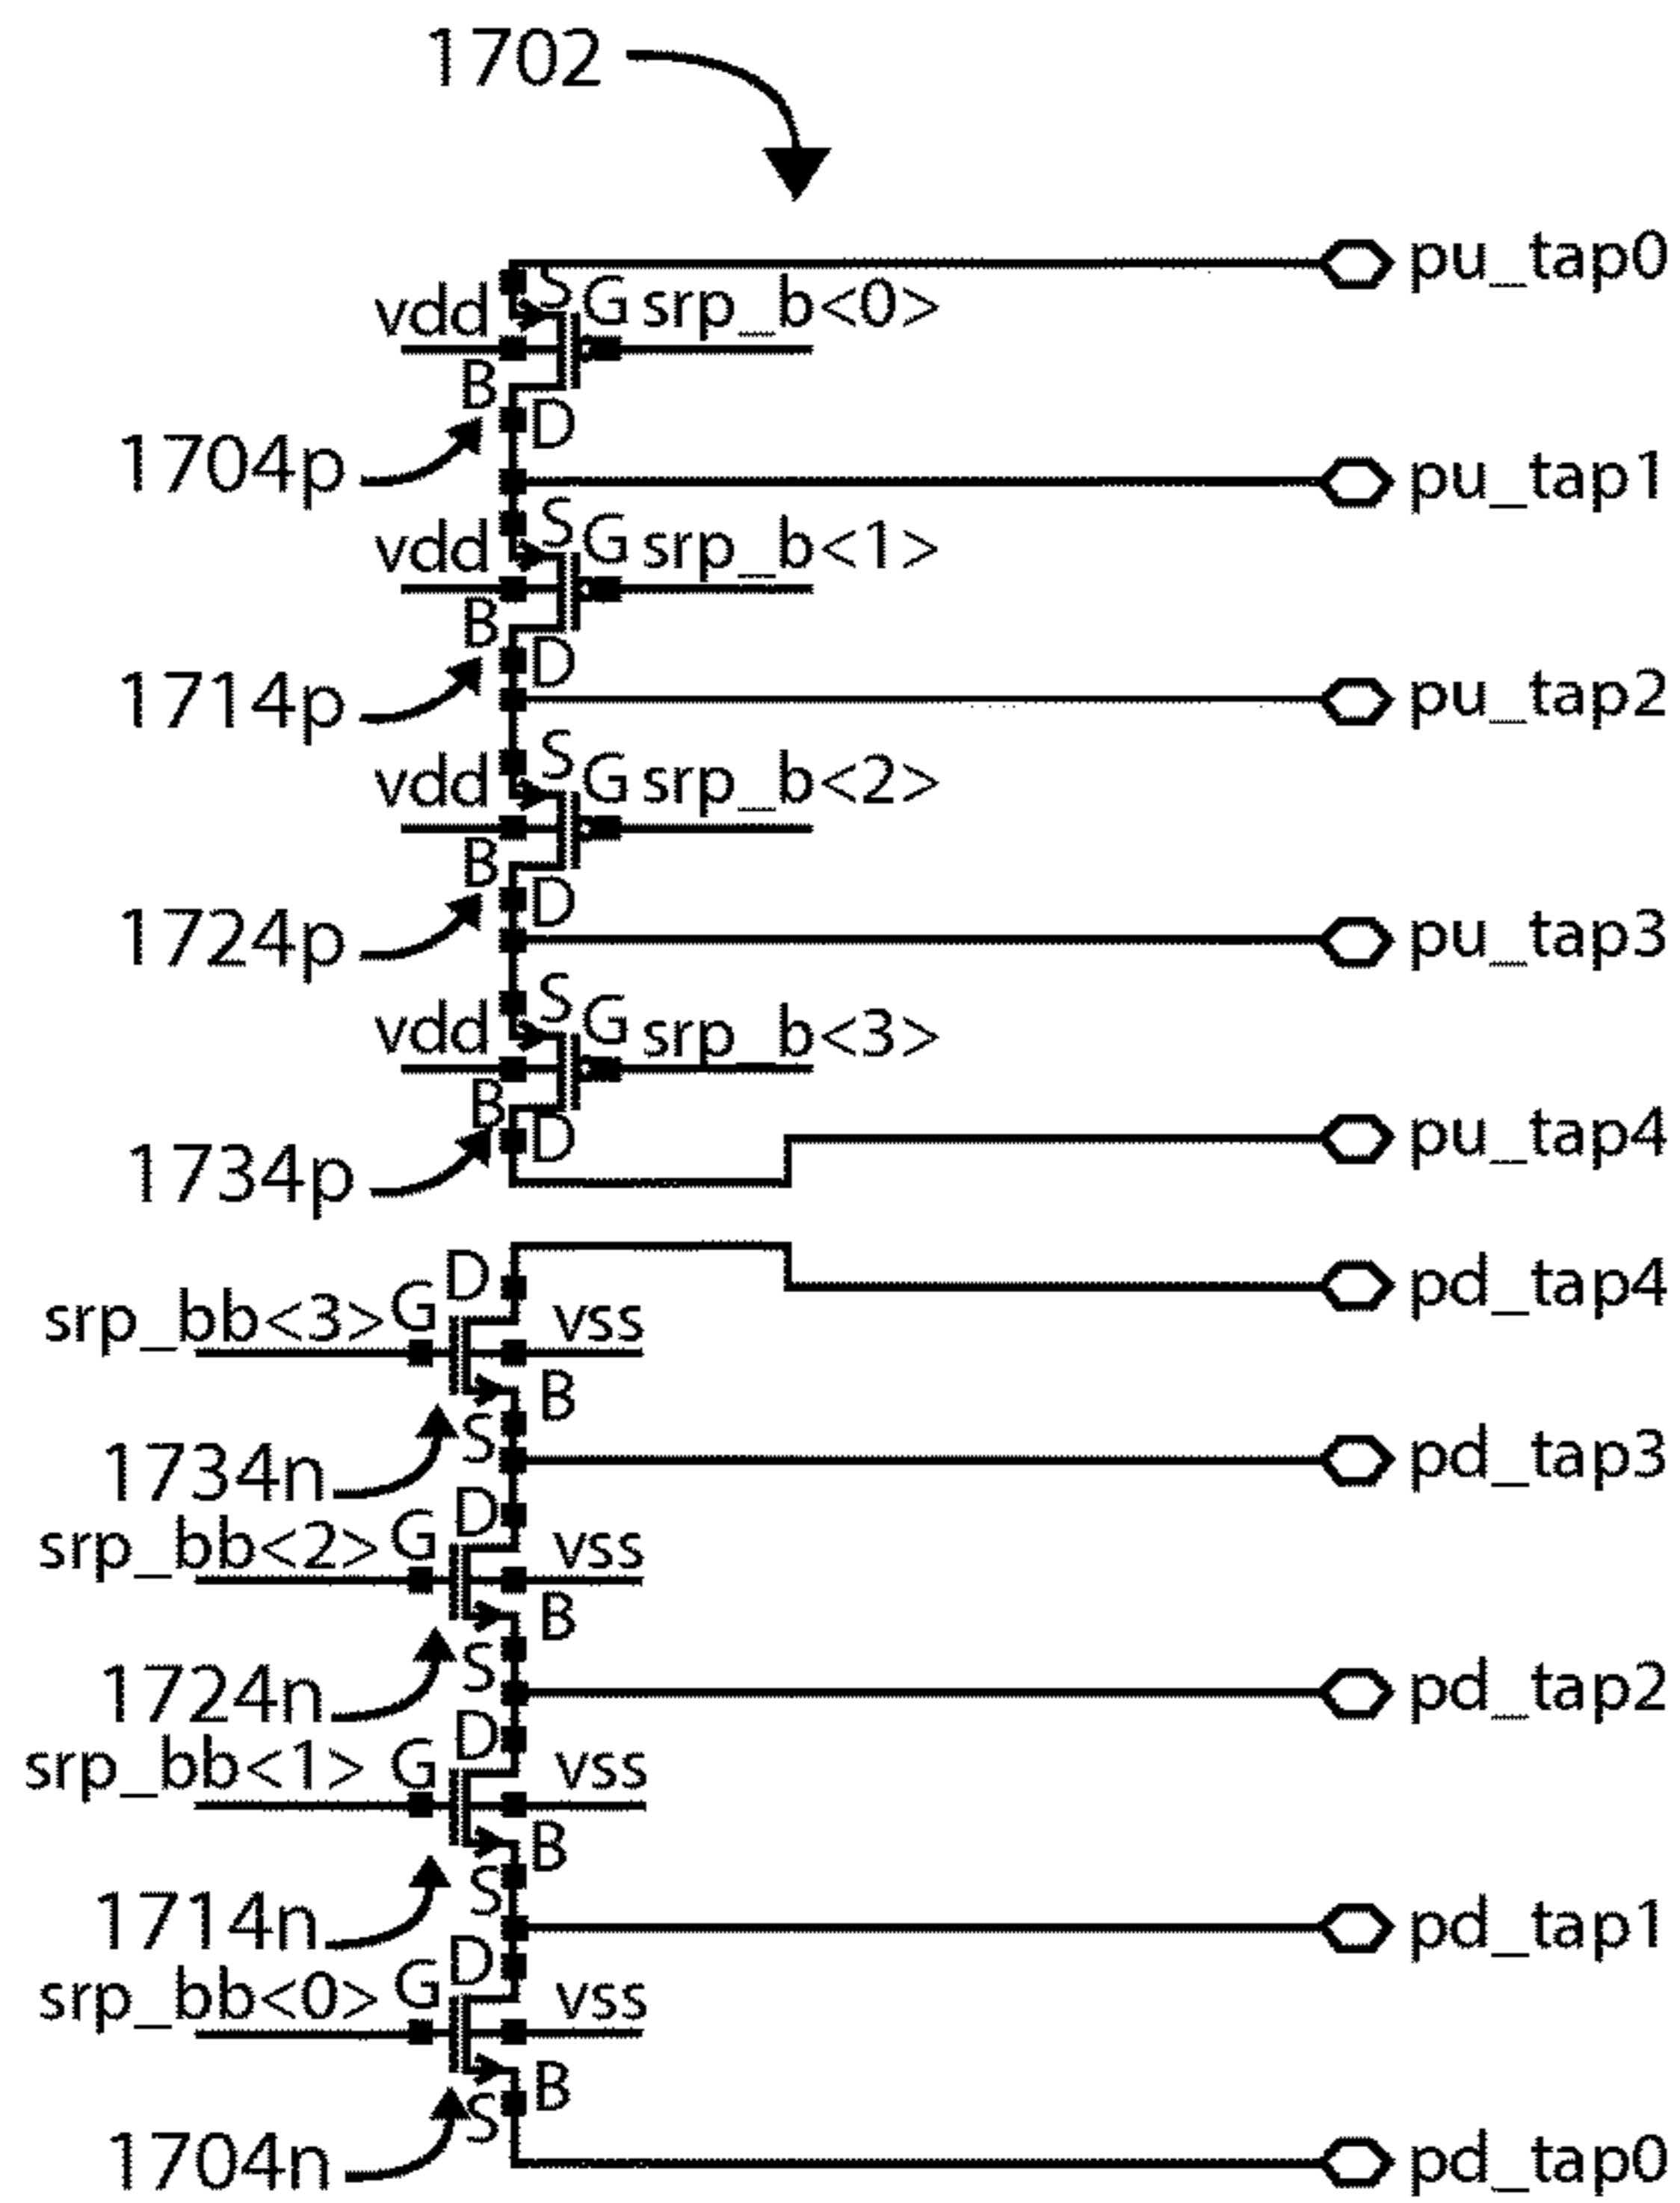 1702
pu_tap0
S
G srp_b<0>
vdd
B
D
1704p
pu_tap1
S
G srp_b<1>
vdd
B
D
1714p
pu_tap2
S
G srp_b<2>
vdd
B
D
1724p
pu_tap3
S
G srp_b<3>
vdd
B
D
1734p
pu_tap4
D
pd_tap4
srp_bb<3> G
vss
B
S
1734n
pd_tap3
D
srp_bb<2> G
vss
B
S
1724n
pd_tap2
D
srp_bb<1> G
vss
B
S
1714n
pd_tap1
D
srp_bb<0> G
vss
B
S
1704n
pd_tap0